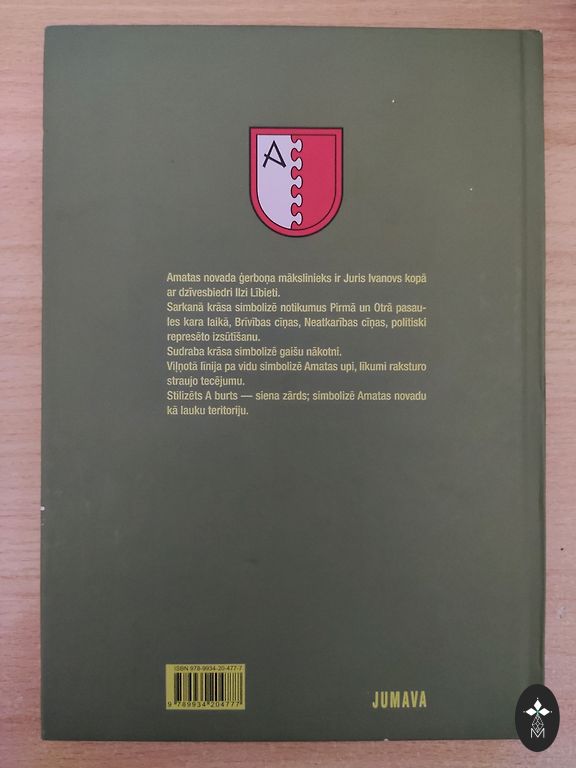 A
Amatas novada ģerboņa mākslinieks ir Juris Ivanovs kopā
ar dzīvesbiedri Ilzi Lībieti.
Sarkanā krāsa simbolizē notikumus Pirmā un Otrā pasau-
les kara laikā, Brīvības cīņas, Neatkarības cīņas, politiski
represēto izsūtīšanu.
Sudraba krāsa simbolizē gaišu nākotni.
Viļņotā līnija pa vidu simbolizē Amatas upi, līkumi raksturo
straujo tecējumu.
Stilizēts A burts — siena zārds; simbolizē Amatas novadu
kā lauku teritoriju.
ISBN 978-9934-20-477-7
9 789934 204777
JUMAVA
M